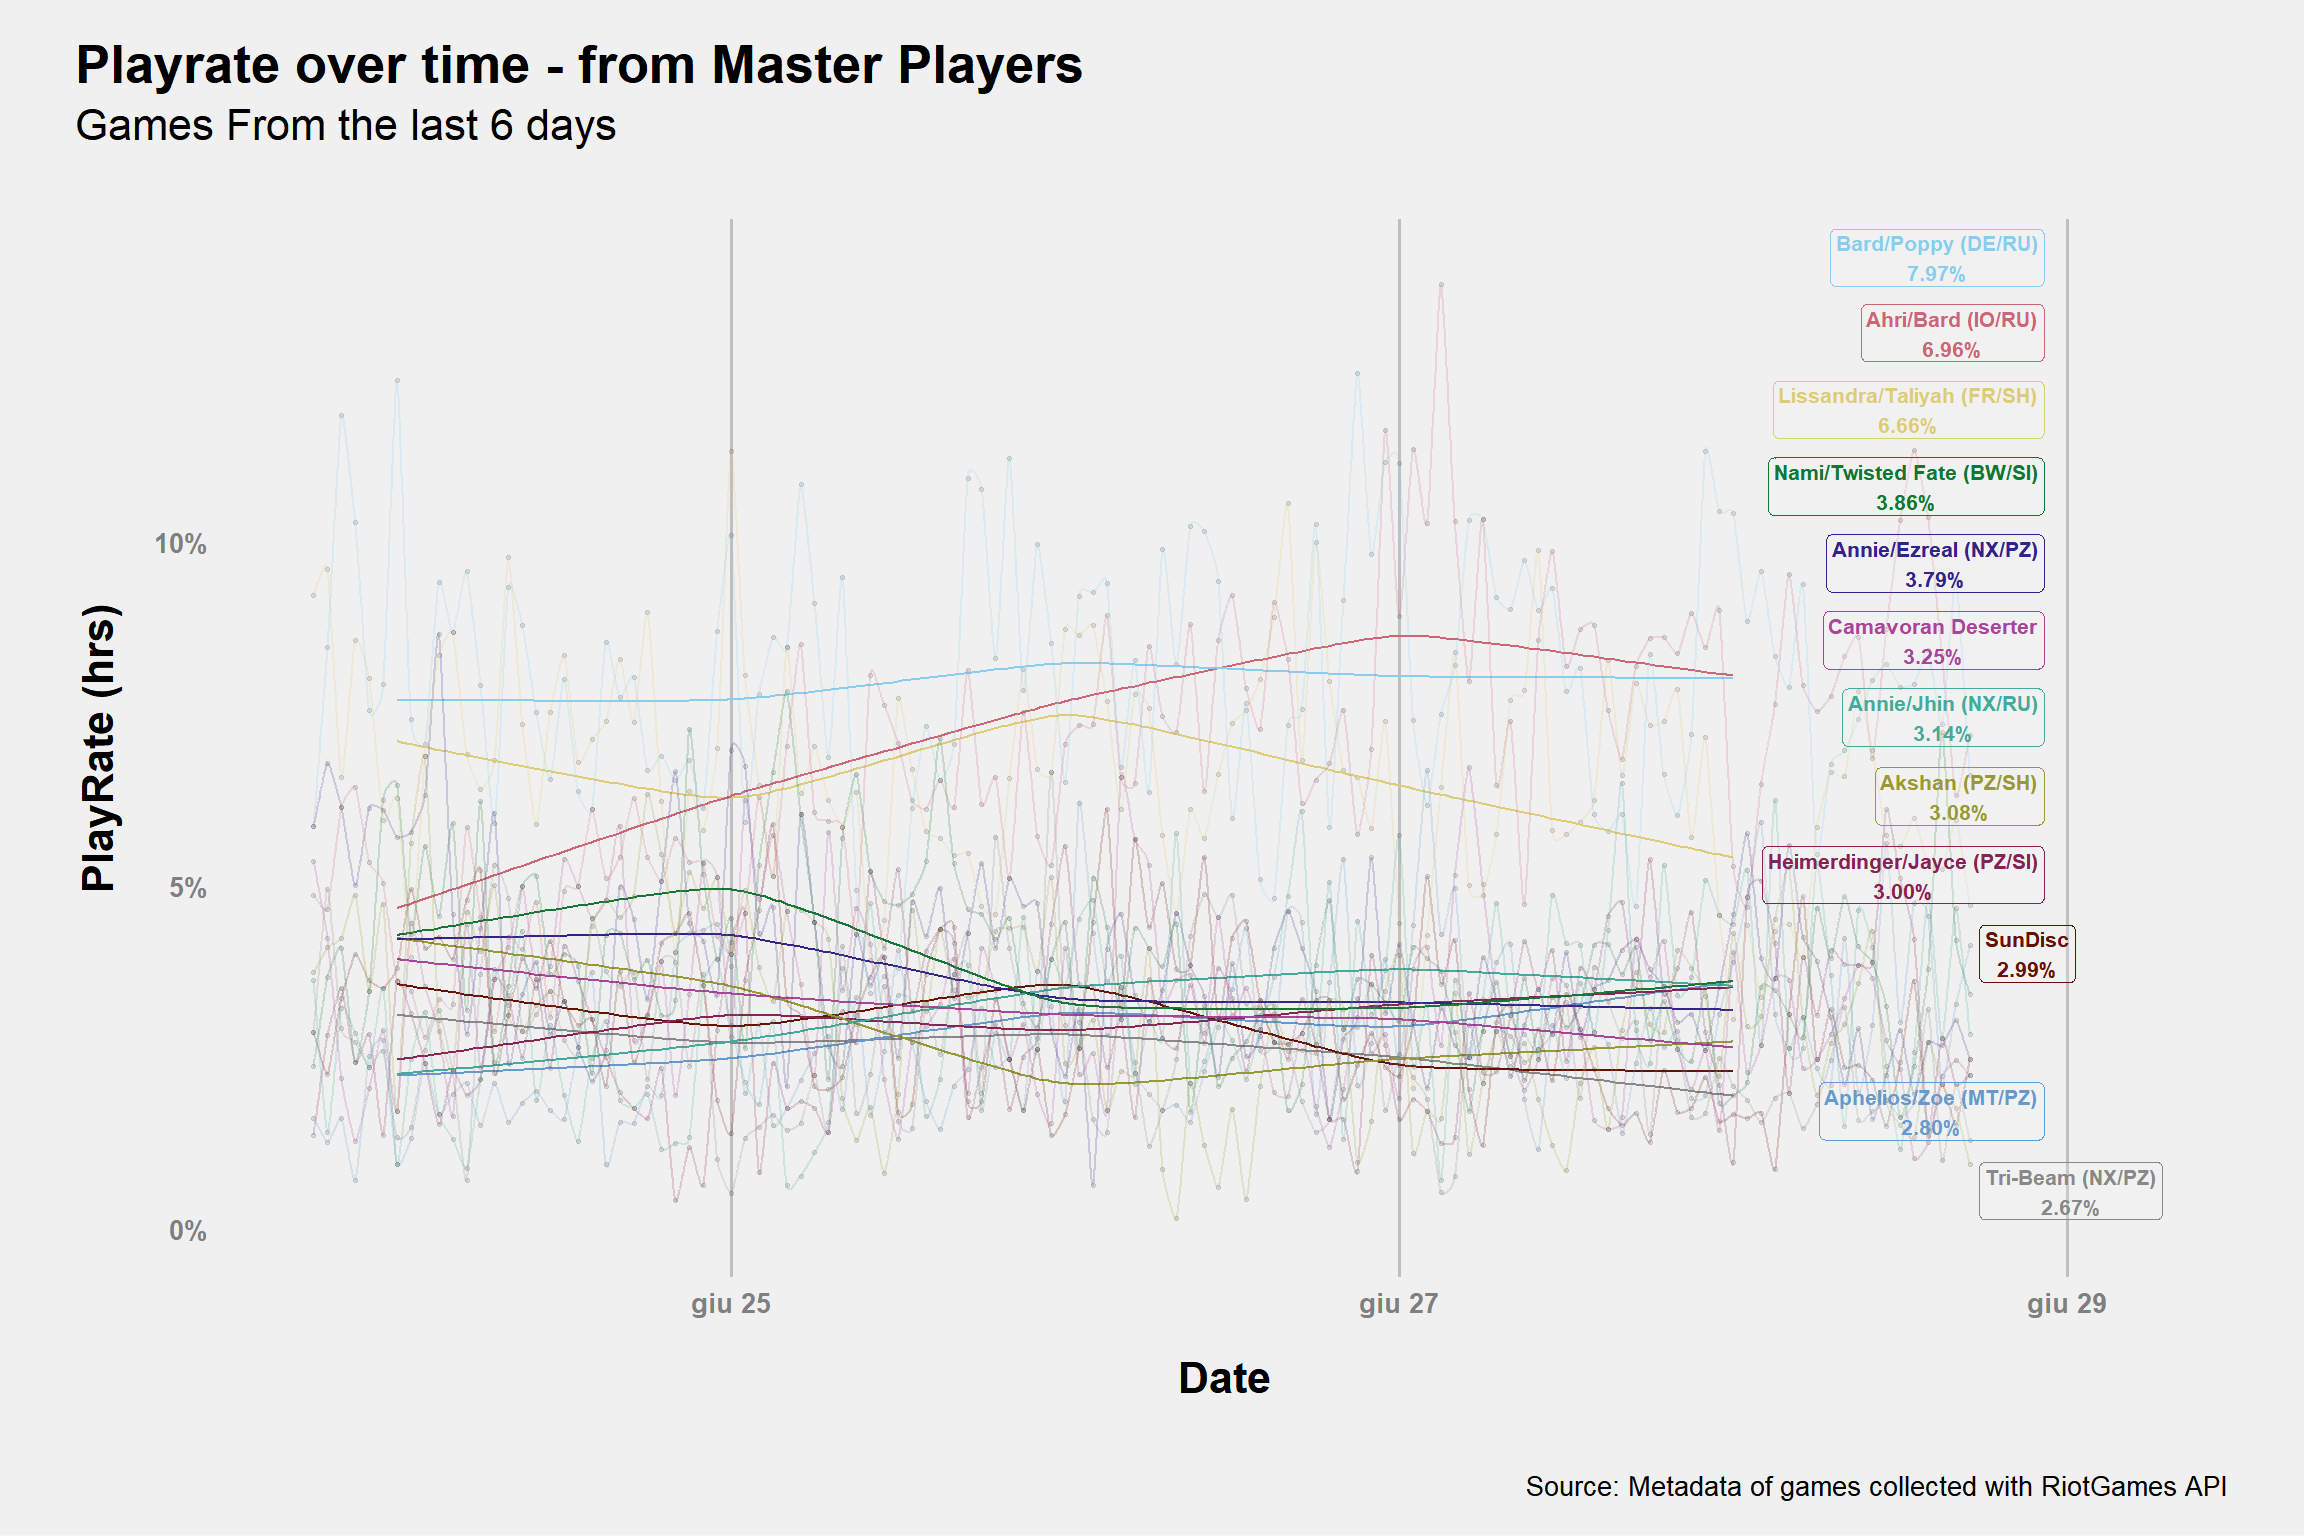 Playrate over time - from Master Players
Games From the last 6 days
Bard/Poppy (DE/RU)
7.97%
Ahri/Bard (IO/RU)
6.96%
Lissandra/Taliyah (FR/SH)
6.66%
Nami/Twisted Fate (BW/SI)
3.86%
Annie/Ezreal (NX/PZ)
3.79%
Camavoran Deserter
3.25%
Annie/Jhin (NX/RU)
3.14%
Akshan (PZ/SH)
3.08%
Heimerdinger/Jayce (PZ/SI)
3.00%
SunDisc
2.99%
Aphelios/Zoe (MT/PZ)
2.80%
Tri-Beam (NX/PZ)
2.67%
10%
5%
0%
PlayRate (hrs)
giu 25
giu 27
giu 29
Date
Source: Metadata of games collected with RiotGames API